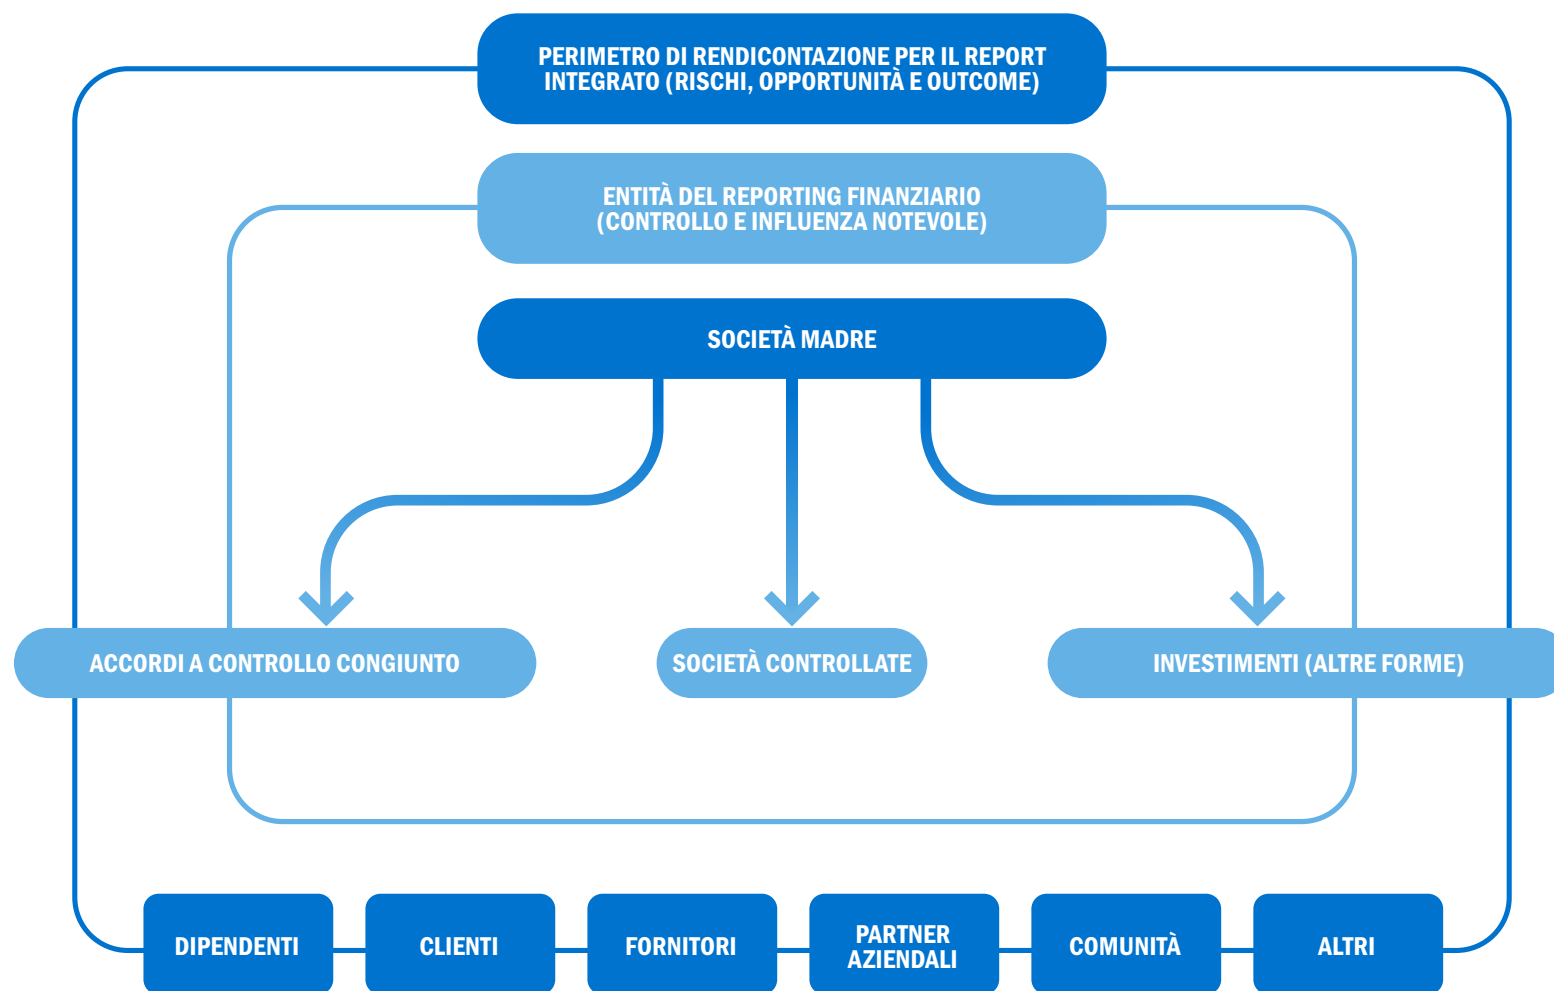 PERIMETRO DI RENDICONTAZIONE PER IL REPORT
INTEGRATO (RISCHI, OPPORTUNITÀ E OUTCOME)
ENTITÀ DEL REPORTING FINANZIARIO
(CONTROLLO E INFLUENZA NOTEVOLE)
SOCIETÀ MADRE
ACCORDI A CONTROLLO CONGIUNTO
SOCIETÀ CONTROLLATE
INVESTIMENTI (ALTRE FORME)
DIPENDENTI
CLIENTI
FORNITORI
PARTNER
AZIENDALI
COMUNITÀ
ALTRI